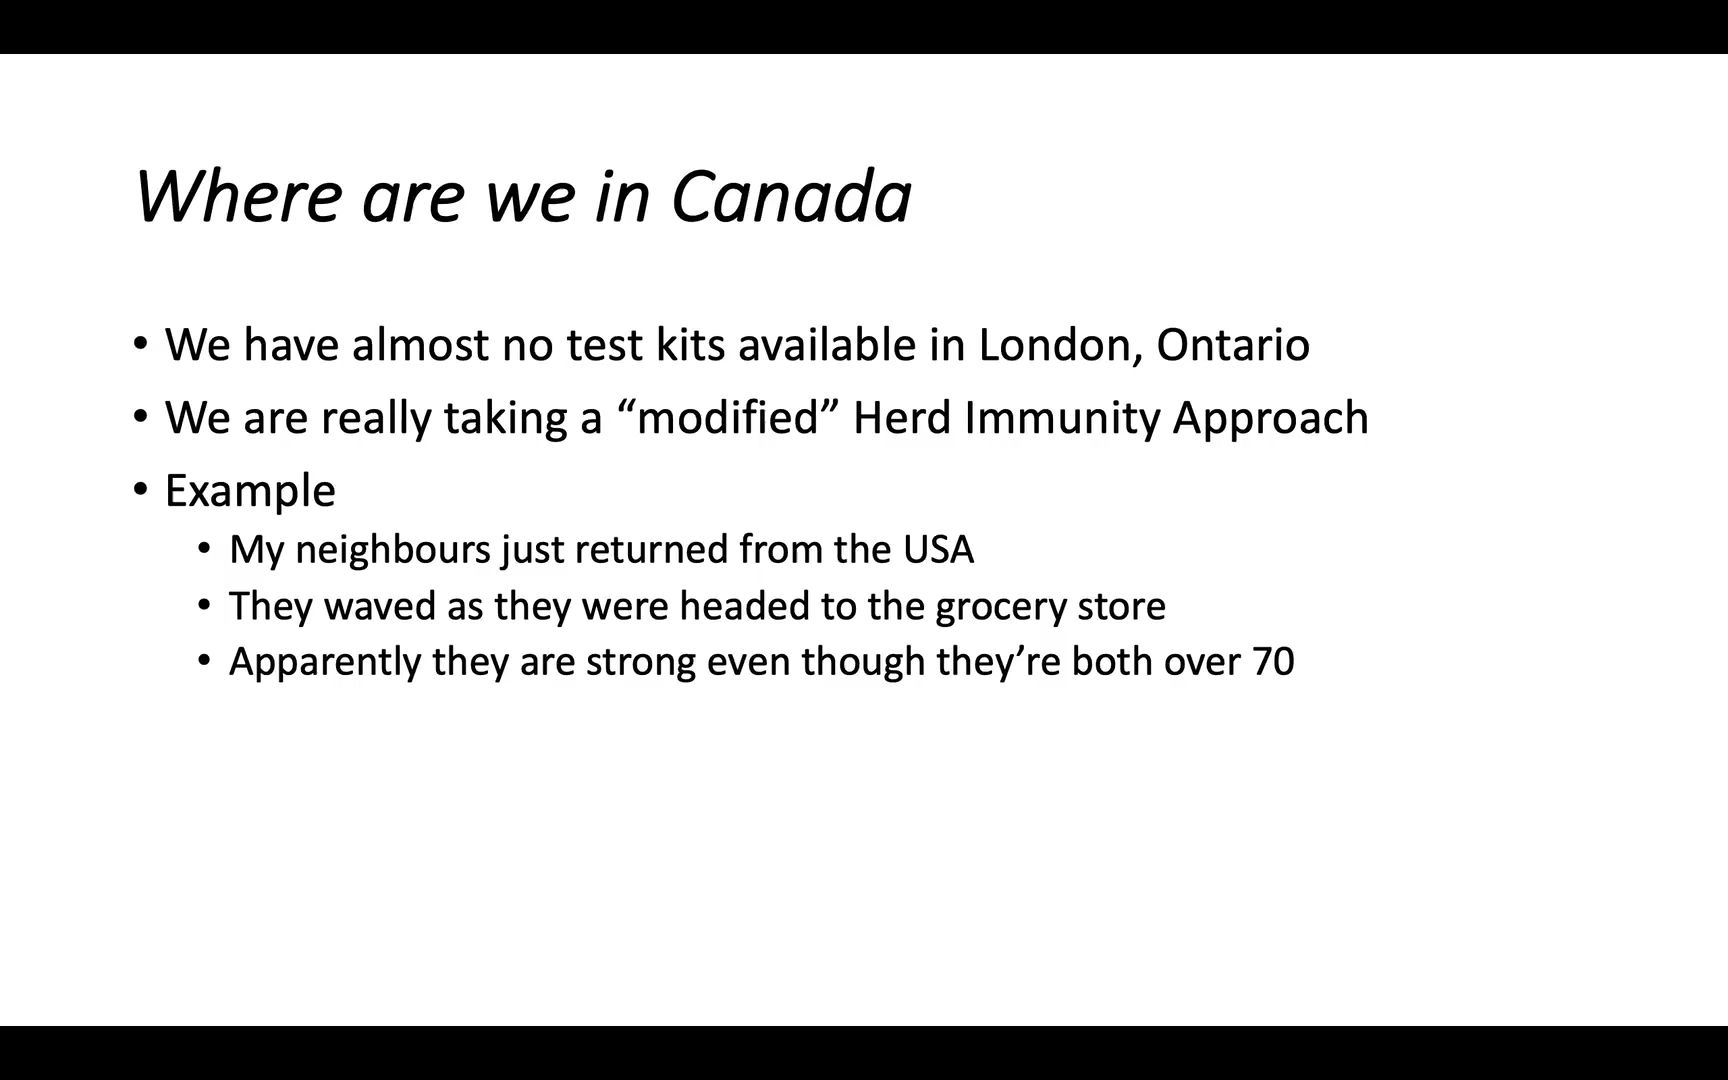 Where are we in Canada
• We have almost no test kits available in London, Ontario
• We are really taking a “modified” Herd Immunity Approach
• Example
• My neighbours just returned from the USA
• They waved as they were headed to the grocery store
• Apparently they are strong even though they’re both over 70